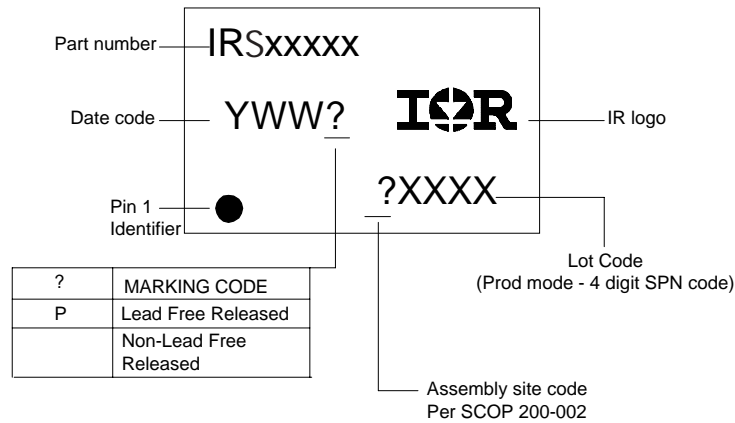 Part number
IRSxxxxx
Date code
YWW?
IOR
IR logo
?XXXX
Pin 1
Identifier
Lot Code
(Prod mode - 4 digit SPN code)
? MARKING CODE
P Lead Free Released
Non-Lead Free
Released
Assembly site code
Per SCOP 200-002